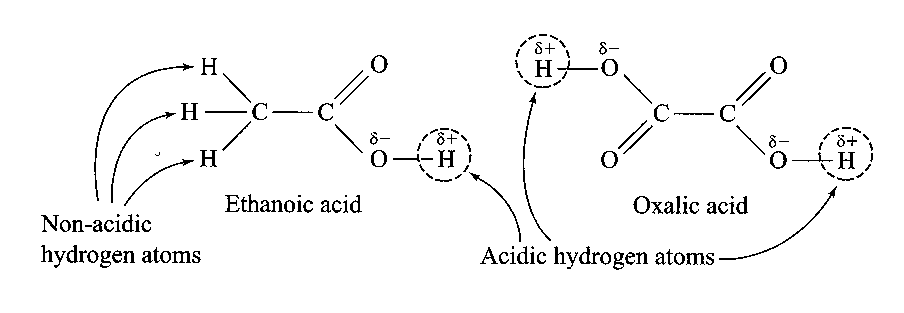 H O δ+ δ− O
H H O
H C C C C
H δ− δ+ O δ− δ+
O H O H
Ethanoic acid Oxalic acid
Non-acidic
hydrogen atoms Acidic hydrogen atoms